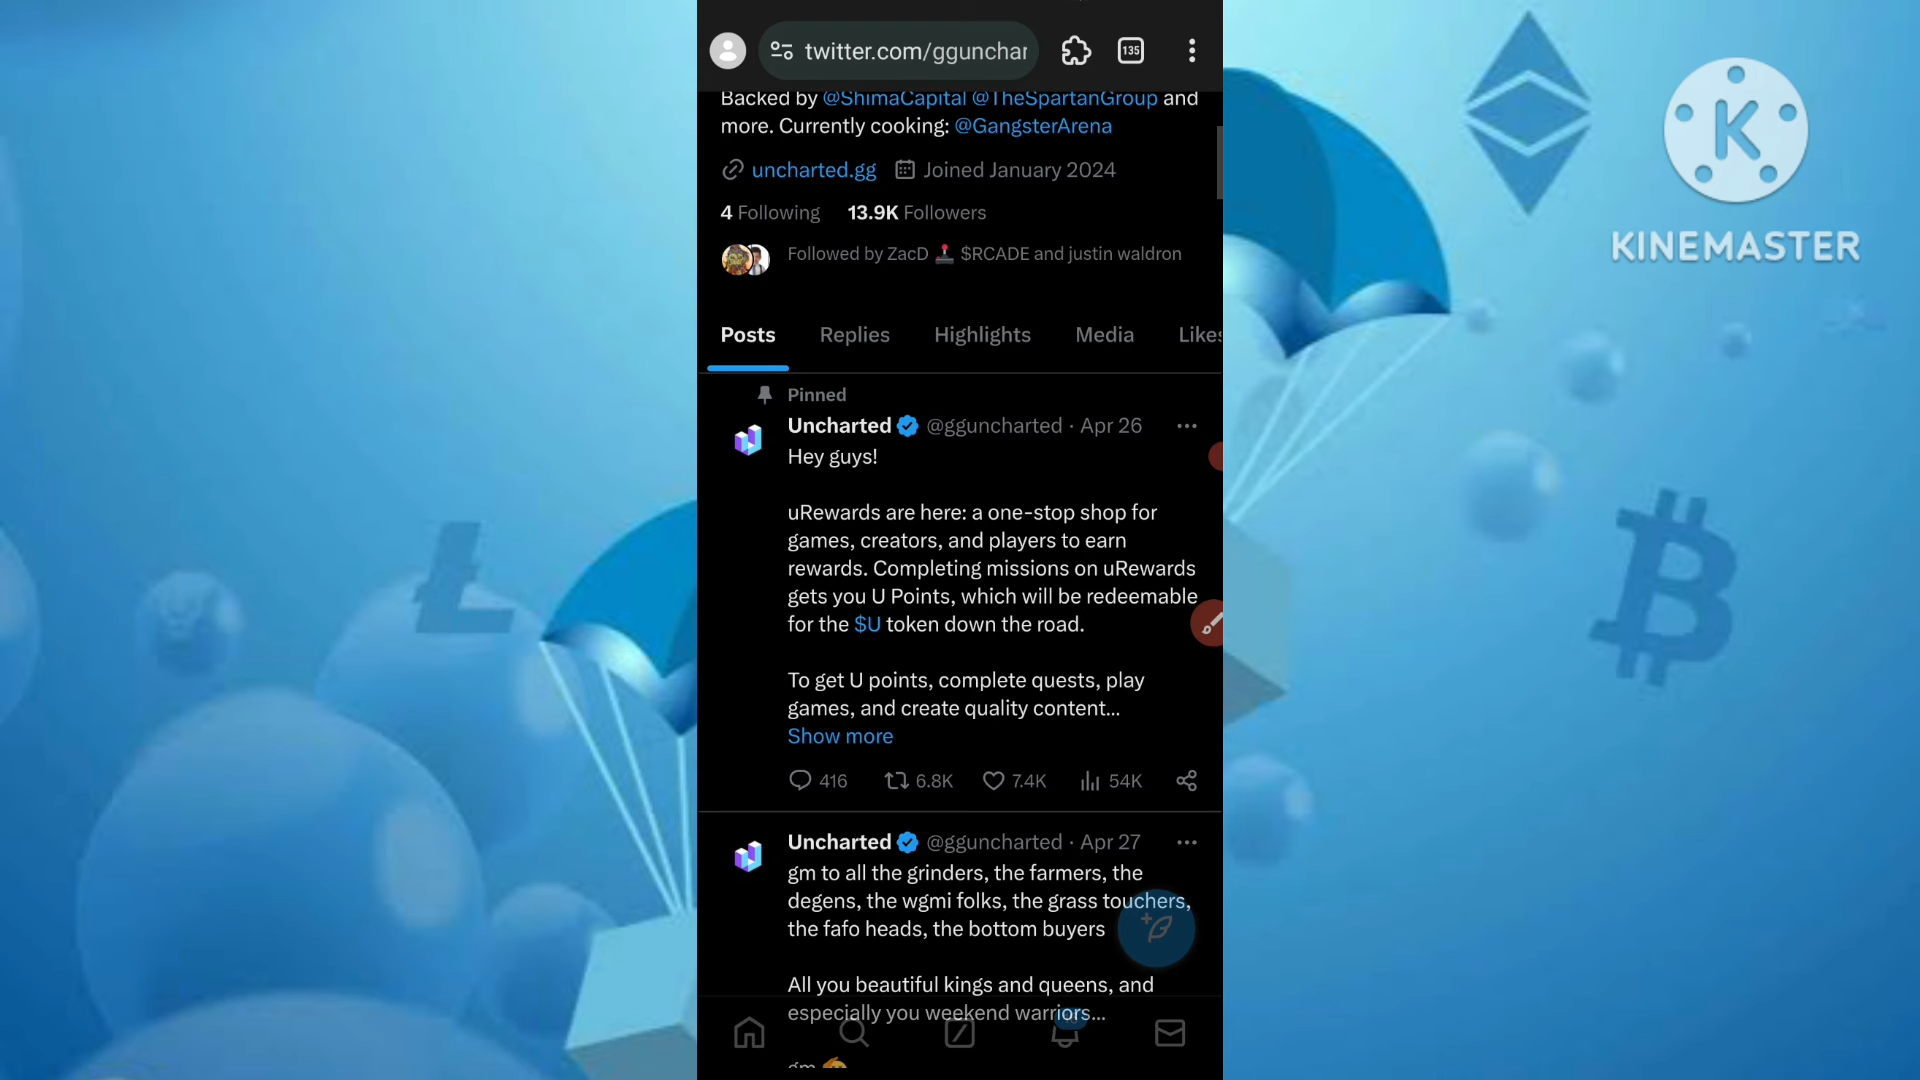 twitter.com/ggunchar
135
Backed by @ShimaCapital @TheSpartanGroup and
more. Currently cooking: @GangsterArena
uncharted.gg Joined January 2024
4 Following 13.9K Followers
Followed by ZacD $RCADE and justin waldron
Posts Replies Highlights Media Likes
Pinned
Uncharted @gguncharted · Apr 26
Hey guys!
uRewards are here: a one-stop shop for
games, creators, and players to earn
rewards. Completing missions on uRewards
gets you U Points, which will be redeemable
for the $U token down the road.
To get U points, complete quests, play
games, and create quality content...
Show more
416 6.8K 7.4K 54K
Uncharted @gguncharted · Apr 27
gm to all the grinders, the farmers, the
degens, the wgmi folks, the grass touchers,
the fafo heads, the bottom buyers
All you beautiful kings and queens, and
especially you weekend warriors...
gm
K
KINEMASTER